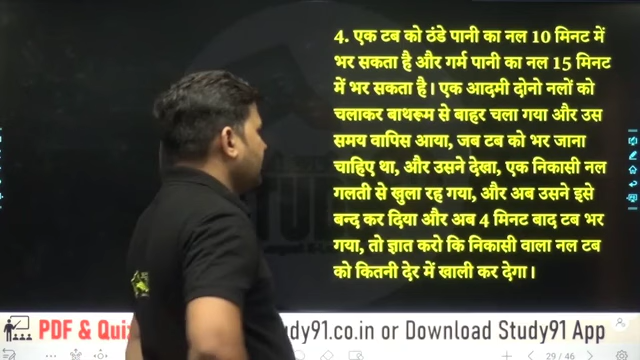 4. एक टब को ठंडे पानी का नल 10 मिनट में
भर सकता है और गर्म पानी का नल 15 मिनट
में भर सकता है। एक आदमी दोनो नलों को
चलाकर बाथरूम से बाहर चला गया और उस
समय वापिस आया, जब टब को भर जाना
चाहिए था, और उसने देखा, एक निकासी नल
गलती से खुला रह गया, और अब उसने इसे
बन्द कर दिया और अब 4 मिनट बाद टब भर
गया, तो ज्ञात करो कि निकासी वाला नल टब
को कितनी देर में खाली कर देगा।
PDF & Qui
dy91.co.in or Download Study91 App
29 / 46